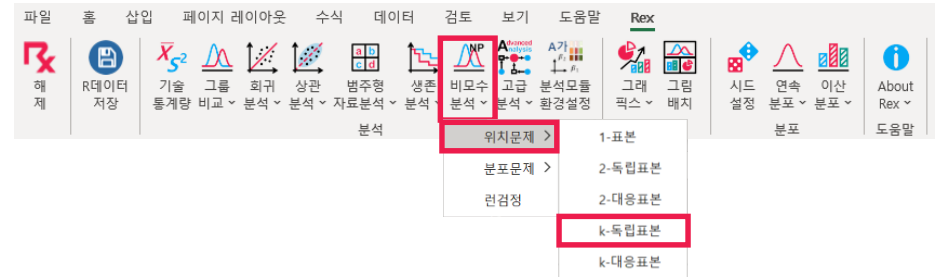 파일 홈 삽입 페이지 레이아웃 수식 데이터 검토 보기 도움말 Rex
해제
R데이터 저장
기술 통계량
그룹 비교
회귀 분석
상관 분석
a b c d
범주형 자료분석
생존 분석
NP
비모수 분석
Advanced Analysis
고급 분석
분석모듈 환경설정
그래픽스
그림 배치
시드 설정
연속 분포
이산 분포
About Rex
분석 분포 도움말
위치문제
분포문제
런검정
1-표본
2-독립표본
2-대응표본
k-독립표본
k-대응표본